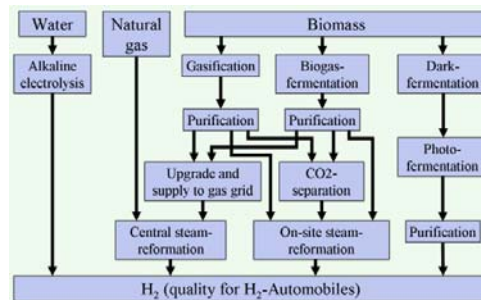 Water
Natural
gas
Biomass
Alkaline
electrolysis
Gasification
Biogas-
fermentation
Dark-
fermentation
Purification
Purification
Photo-
fermentation
Upgrade and
supply to gas grid
CO2-
separation
Central steam-
reformation
On-site steam-
reformation
Purification
H₂ (quality for H₂-Automobiles)